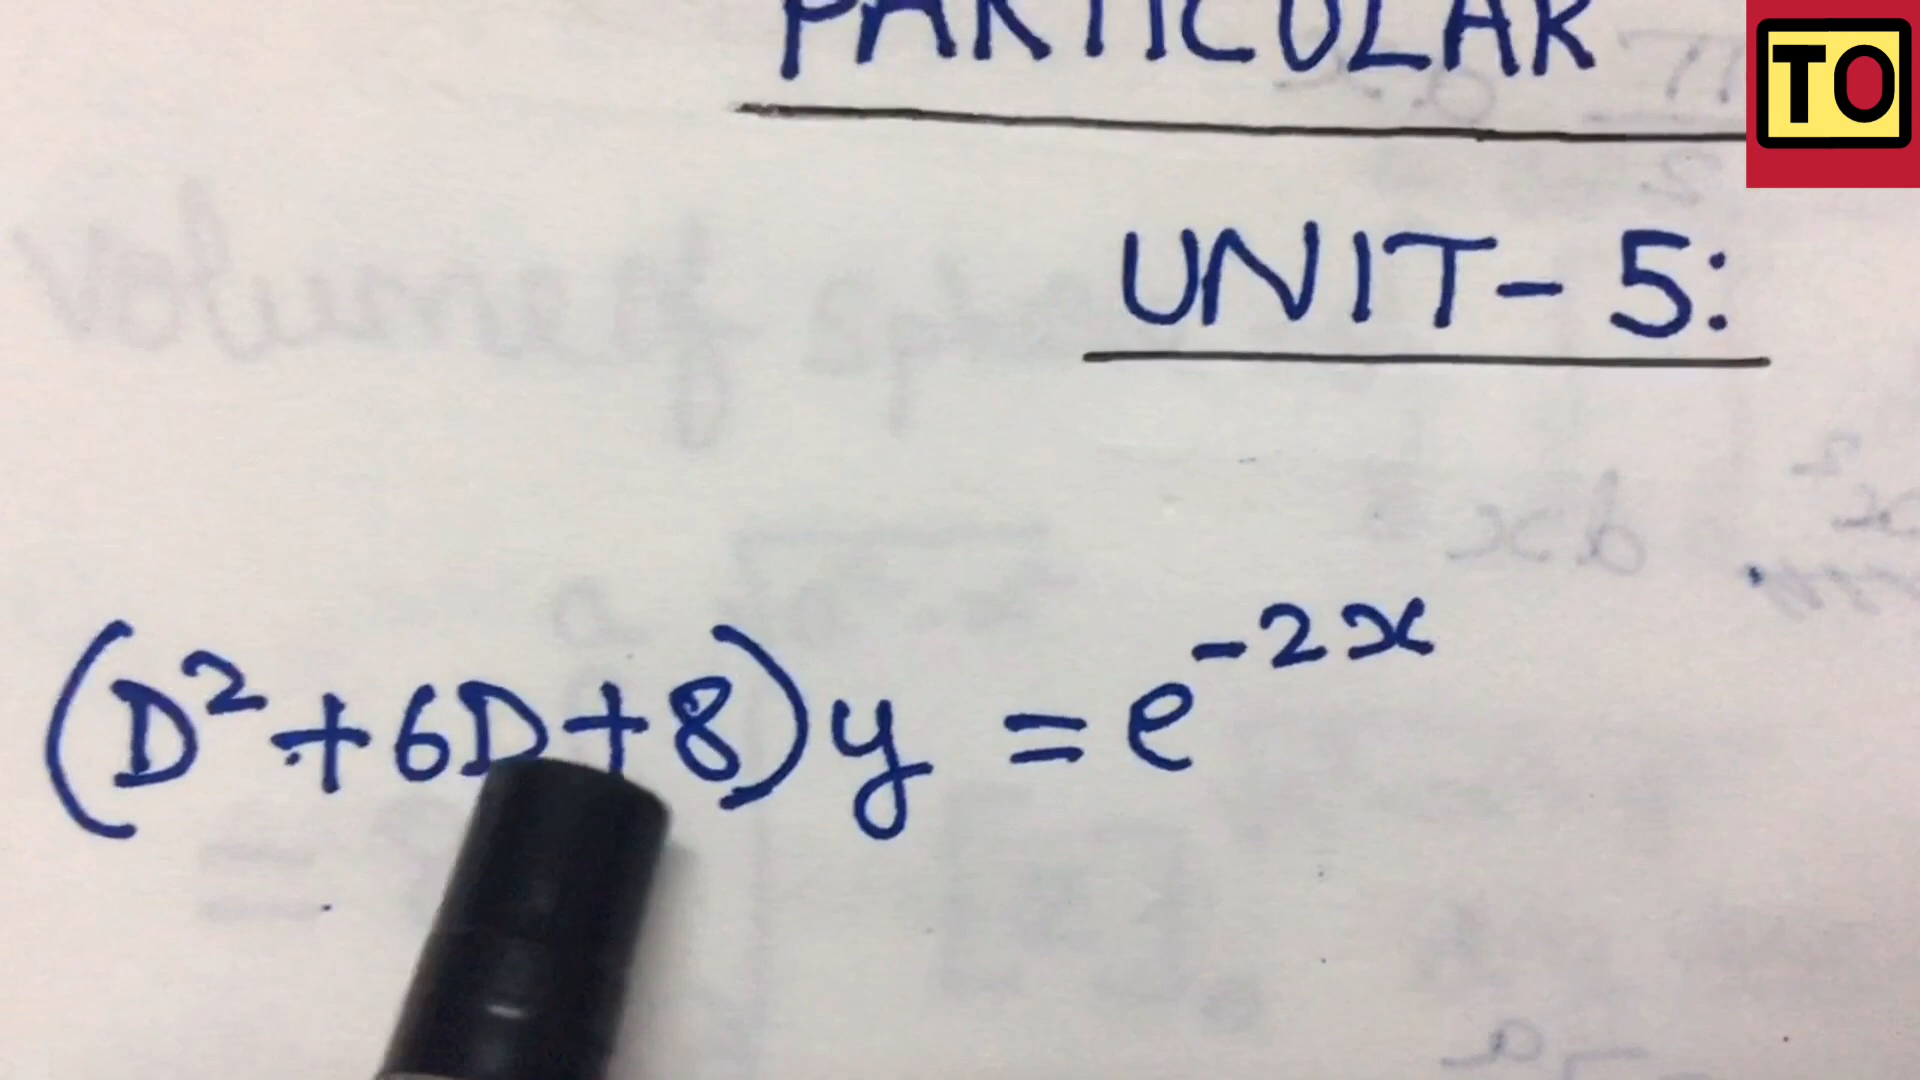 PARTICULAR
TO
UNIT- 5:
(D²+6D+8)y = e^-2x